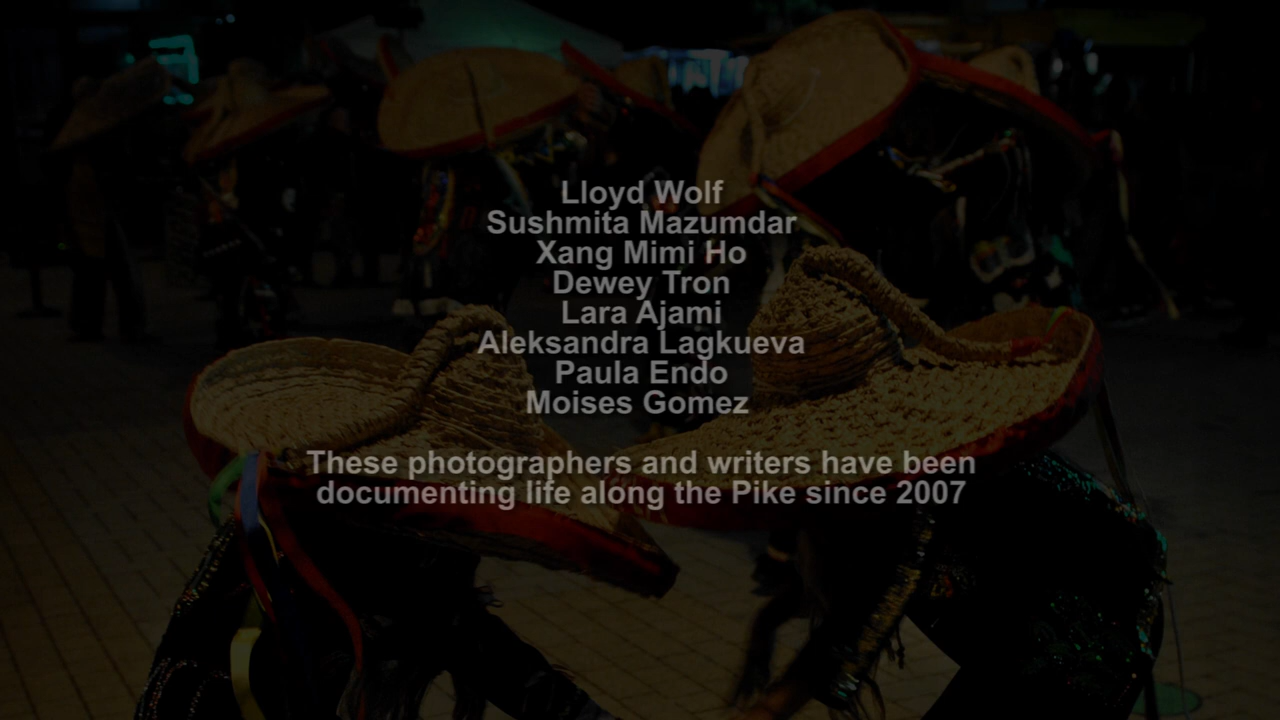 Lloyd Wolf
Sushmita Mazumdar
Xang Mimi Ho
Dewey Tron
Lara Ajami
Aleksandra Lagkueva
Paula Endo
Moises Gomez
These photographers and writers have been
documenting life along the Pike since 2007